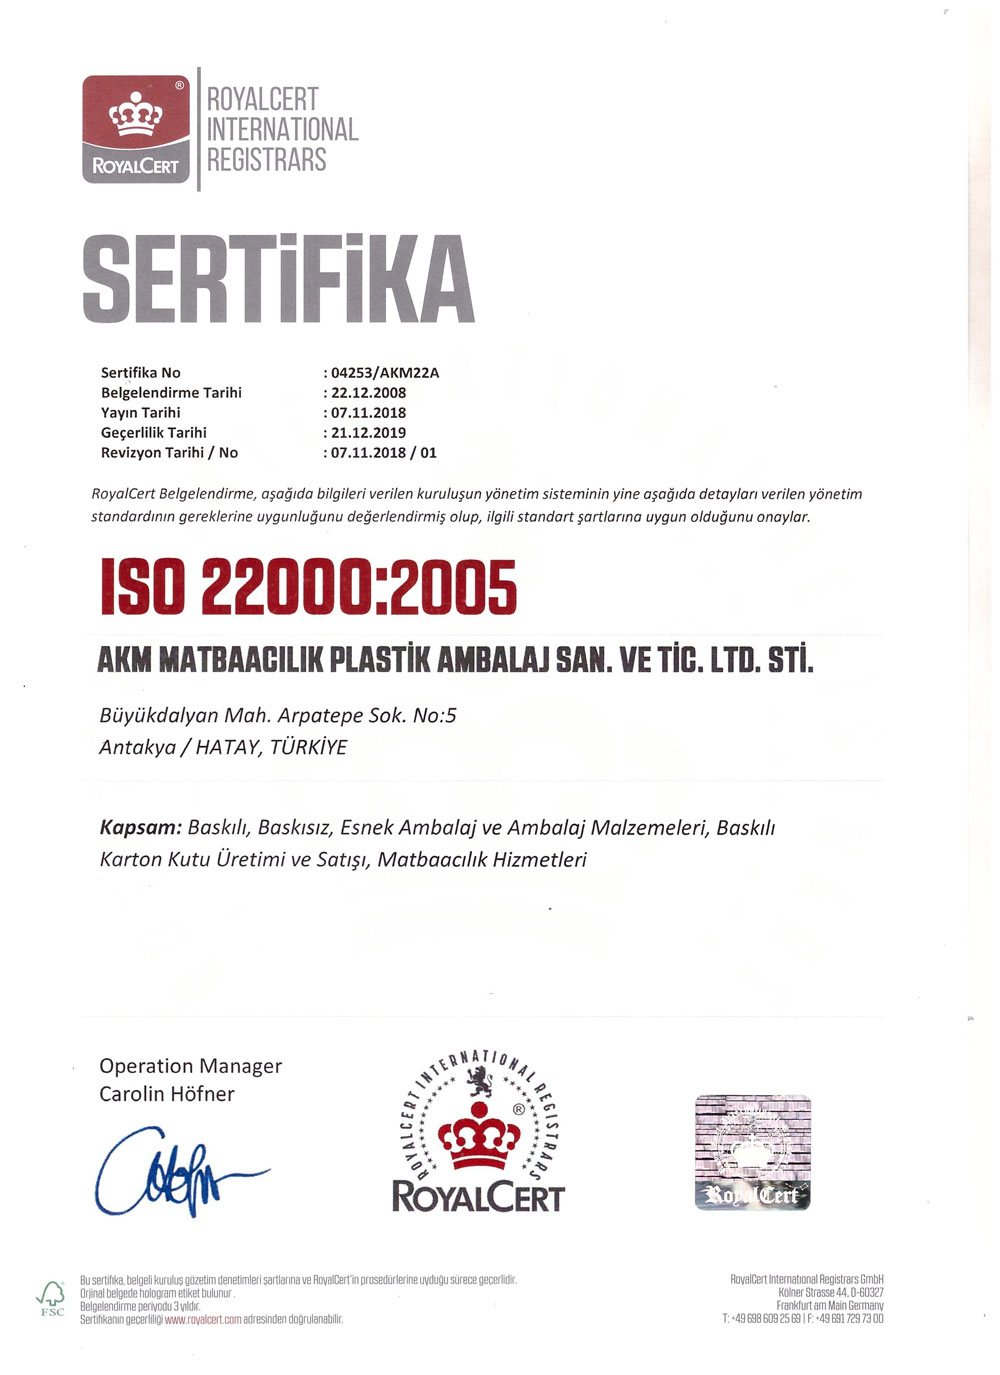 ROYALCERT
®
ROYALCERT
INTERNATIONAL
REGISTRARS
SERTİFİKA
Sertifika No : 04253/AKM22A
Belgelendirme Tarihi : 22.12.2008
Yayın Tarihi : 07.11.2018
Geçerlilik Tarihi : 21.12.2019
Revizyon Tarihi / No : 07.11.2018 / 01
RoyalCert Belgelendirme, aşağıda bilgileri verilen kuruluşun yönetim sisteminin yine aşağıda detayları verilen yönetim
standardının gereklerine uygunluğunu değerlendirmiş olup, ilgili standart şartlarına uygun olduğunu onaylar.
ISO 22000:2005
AKM MATBAACILIK PLASTİK AMBALAJ SAN. VE TİC. LTD. STİ.
Büyükdalyan Mah. Arpatepe Sok. No:5
Antakya / HATAY, TÜRKİYE
Kapsam: Baskılı, Baskısız, Esnek Ambalaj ve Ambalaj Malzemeleri, Baskılı
Karton Kutu Üretimi ve Satışı, Matbaacılık Hizmetleri
Operation Manager
Carolin Höfner
ROYALCERT INTERNATIONAL REGISTRARS
®
ROYALCERT
RoyalCert
FSC
Bu sertifika, belgeli kuruluş gözetim denetimleri şartlarına ve RoyalCert'in prosedürlerine uyduğu sürece geçerlidir.
Orjinal belgede hologram etiket bulunur.
Belgelendirme periyodu 3 yıldır.
Sertifikanın geçerliliği www.royalcert.com adresinden doğrulanabilir.
RoyalCert International Registrars GmbH
Kölner Strasse 44, D-60327
Frankfurt am Main Germany
T: +49 698 609 25 69 | F: +49 691 729 73 00